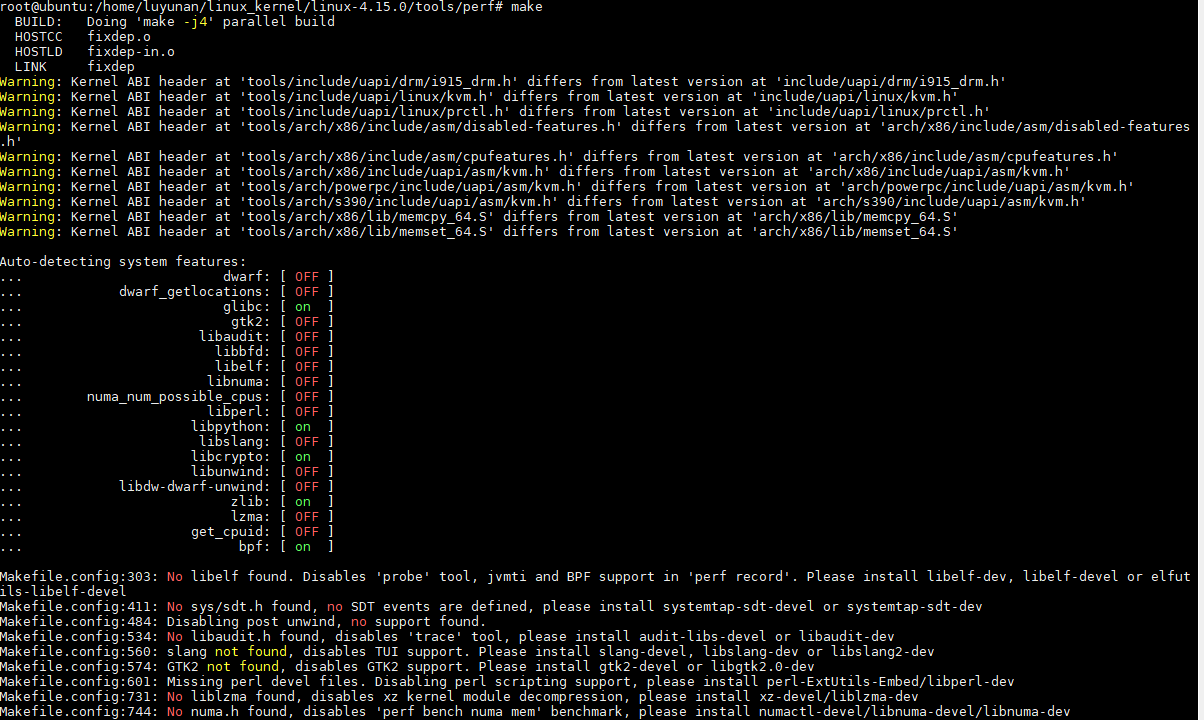 root@ubuntu:/home/luyunan/linux_kernel/linux-4.15.0/tools/perf# make
  BUILD:   Doing 'make -j4' parallel build
  HOSTCC   fixdep.o
  HOSTLD   fixdep-in.o
  LINK     fixdep
Warning: Kernel ABI header at 'tools/include/uapi/drm/i915_drm.h' differs from latest version at 'include/uapi/drm/i915_drm.h'
Warning: Kernel ABI header at 'tools/include/uapi/linux/kvm.h' differs from latest version at 'include/uapi/linux/kvm.h'
Warning: Kernel ABI header at 'tools/include/uapi/linux/prctl.h' differs from latest version at 'include/uapi/linux/prctl.h'
Warning: Kernel ABI header at 'tools/arch/x86/include/asm/disabled-features.h' differs from latest version at 'arch/x86/include/asm/disabled-features
.h'
Warning: Kernel ABI header at 'tools/arch/x86/include/asm/cpufeatures.h' differs from latest version at 'arch/x86/include/asm/cpufeatures.h'
Warning: Kernel ABI header at 'tools/arch/x86/include/uapi/asm/kvm.h' differs from latest version at 'arch/x86/include/uapi/asm/kvm.h'
Warning: Kernel ABI header at 'tools/arch/powerpc/include/uapi/asm/kvm.h' differs from latest version at 'arch/powerpc/include/uapi/asm/kvm.h'
Warning: Kernel ABI header at 'tools/arch/s390/include/uapi/asm/kvm.h' differs from latest version at 'arch/s390/include/uapi/asm/kvm.h'
Warning: Kernel ABI header at 'tools/arch/x86/lib/memcpy_64.S' differs from latest version at 'arch/x86/lib/memcpy_64.S'
Warning: Kernel ABI header at 'tools/arch/x86/lib/memset_64.S' differs from latest version at 'arch/x86/lib/memset_64.S'

Auto-detecting system features:
...                         dwarf: [ OFF ]
...            dwarf_getlocations: [ OFF ]
...                         glibc: [ on  ]
...                          gtk2: [ OFF ]
...                      libaudit: [ OFF ]
...                        libbfd: [ OFF ]
...                        libelf: [ OFF ]
...                       libnuma: [ OFF ]
...        numa_num_possible_cpus: [ OFF ]
...                       libperl: [ OFF ]
...                     libpython: [ on  ]
...                      libslang: [ OFF ]
...                     libcrypto: [ on  ]
...                     libunwind: [ OFF ]
...            libdw-dwarf-unwind: [ OFF ]
...                          zlib: [ on  ]
...                          lzma: [ OFF ]
...                     get_cpuid: [ OFF ]
...                           bpf: [ on  ]

Makefile.config:303: No libelf found. Disables 'probe' tool, jvmti and BPF support in 'perf record'. Please install libelf-dev, libelf-devel or elfut
ils-libelf-devel
Makefile.config:411: No sys/sdt.h found, no SDT events are defined, please install systemtap-sdt-devel or systemtap-sdt-dev
Makefile.config:484: Disabling post unwind, no support found.
Makefile.config:534: No libaudit.h found, disables 'trace' tool, please install audit-libs-devel or libaudit-dev
Makefile.config:560: slang not found, disables TUI support. Please install slang-devel, libslang-dev or libslang2-dev
Makefile.config:574: GTK2 not found, disables GTK2 support. Please install gtk2-devel or libgtk2.0-dev
Makefile.config:601: Missing perl devel files. Disabling perl scripting support, please install perl-ExtUtils-Embed/libperl-dev
Makefile.config:731: No liblzma found, disables xz kernel module decompression, please install xz-devel/liblzma-dev
Makefile.config:744: No numa.h found, disables 'perf bench numa mem' benchmark, please install numactl-devel/libnuma-devel/libnuma-dev